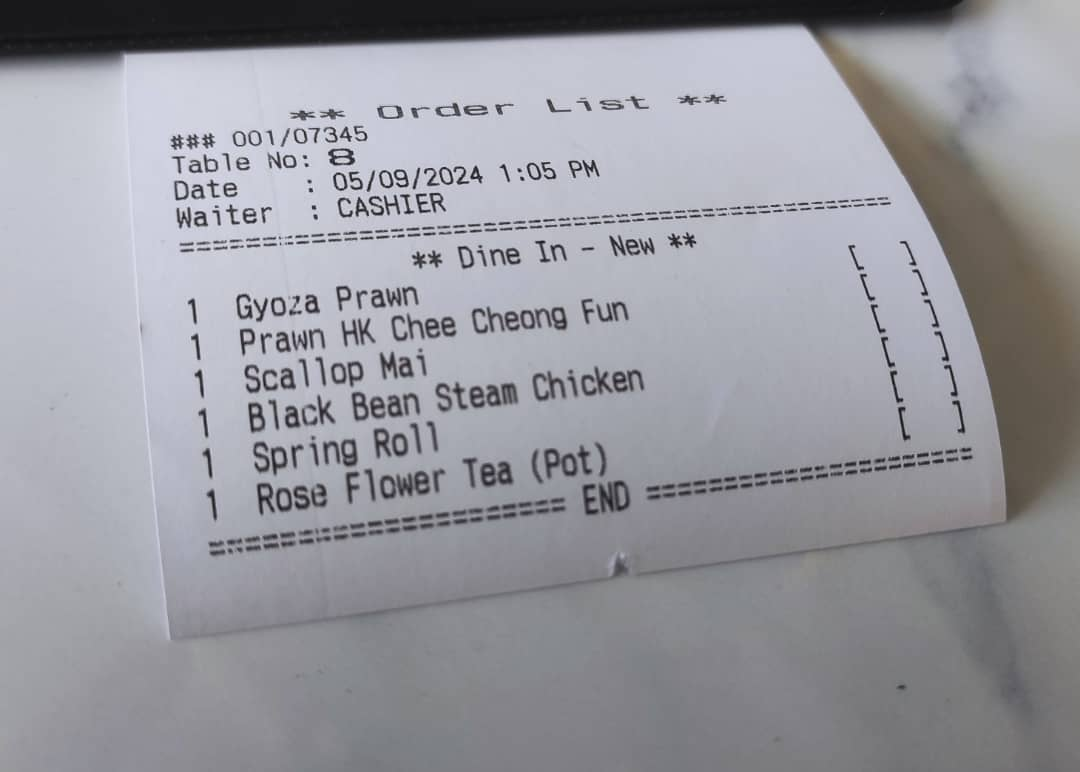 ** Order List **
### 001/07345
Table No: 8
Date : 05/09/2024 1:05 PM
Waiter : CASHIER
================================================
** Dine In - New **
1 Gyoza Prawn [ ]
1 Prawn HK Chee Cheong Fun [ ]
1 Scallop Mai [ ]
1 Black Bean Steam Chicken [ ]
1 Spring Roll [ ]
1 Rose Flower Tea (Pot) [ ]
===================== END =====================